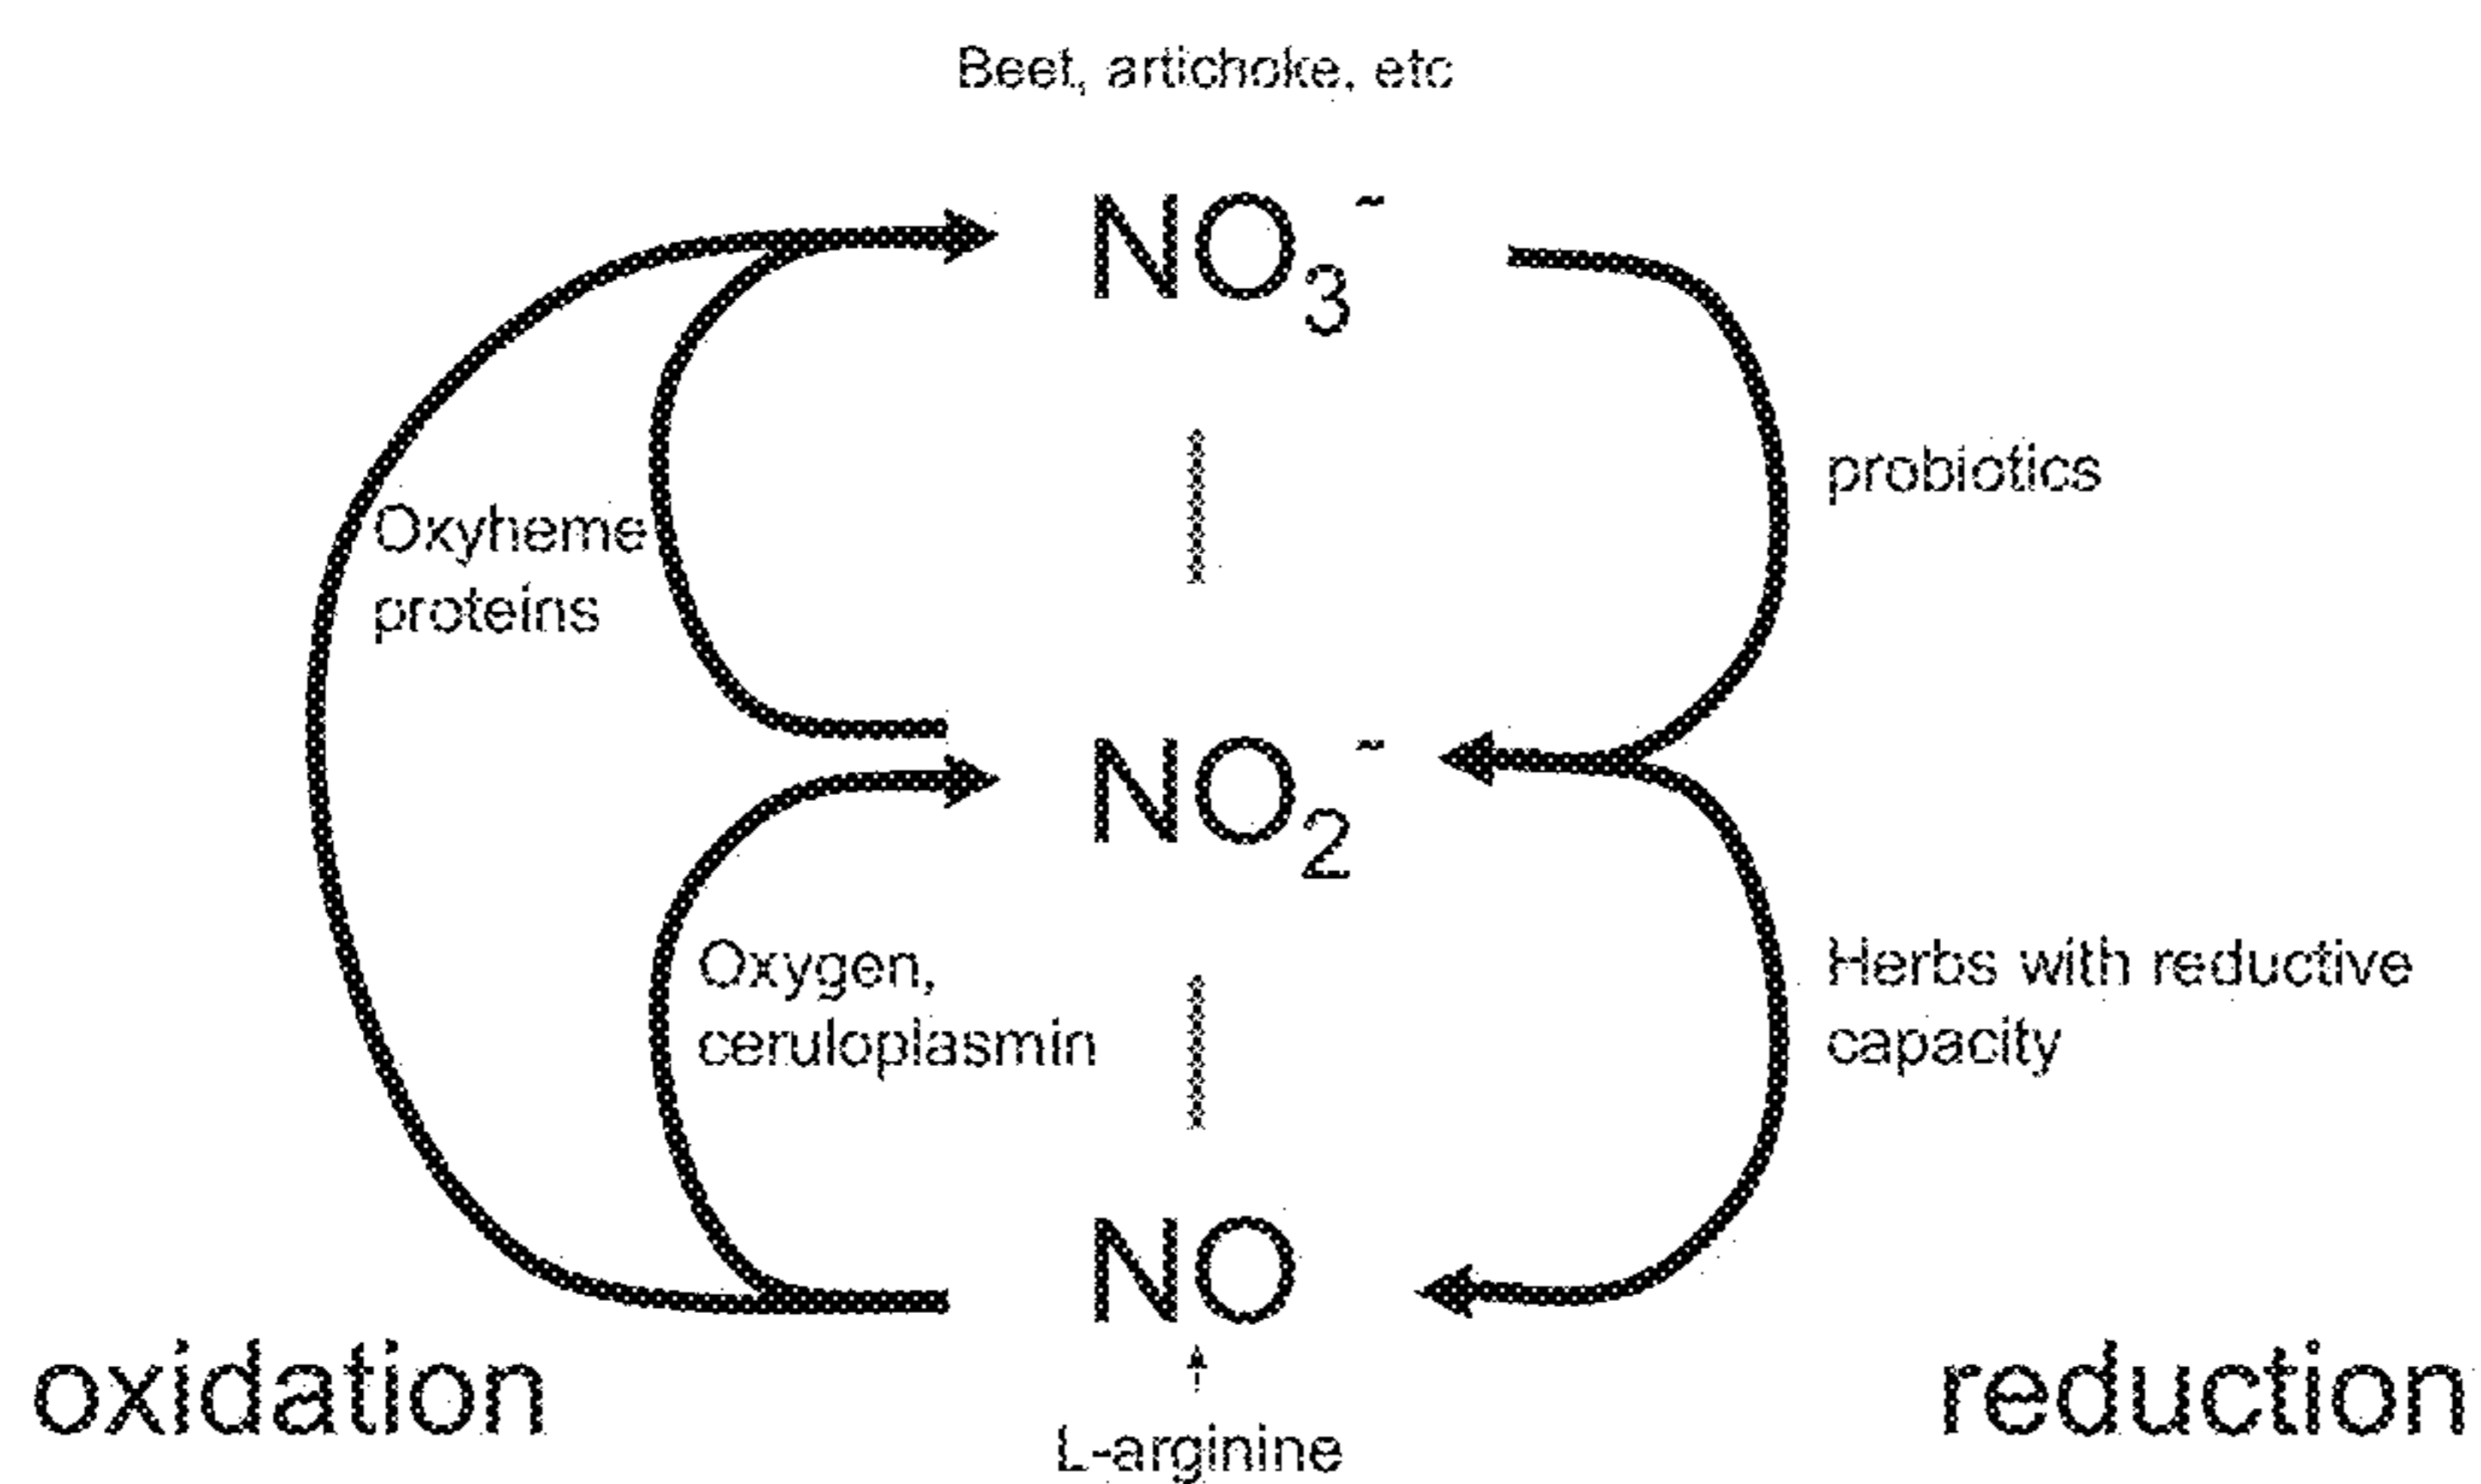 Beet, artichoke, etc
NO3-
probiotics
Oxyheme
proteins
NO2-
Oxygen,
ceruloplasmin
Herbs with reductive
capacity
NO
oxidation
reduction
L-arginine